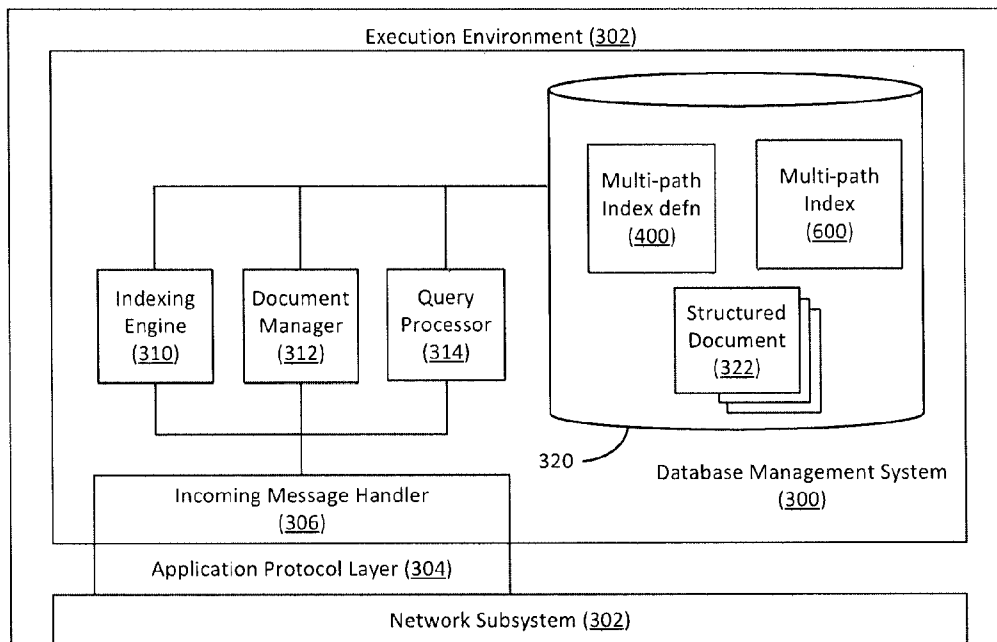 Execution Environment (302)
Multi-path
Index defn
(400)
Multi-path
Index
(600)
Indexing
Engine
(310)
Document
Manager
(312)
Query
Processor
(314)
Structured
Document
(322)
320
Database Management System
(300)
Incoming Message Handler
(306)
Application Protocol Layer (304)
Network Subsystem (302)